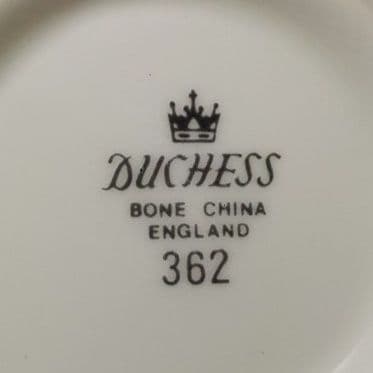 DUCHESS
BONE CHINA
ENGLAND
362